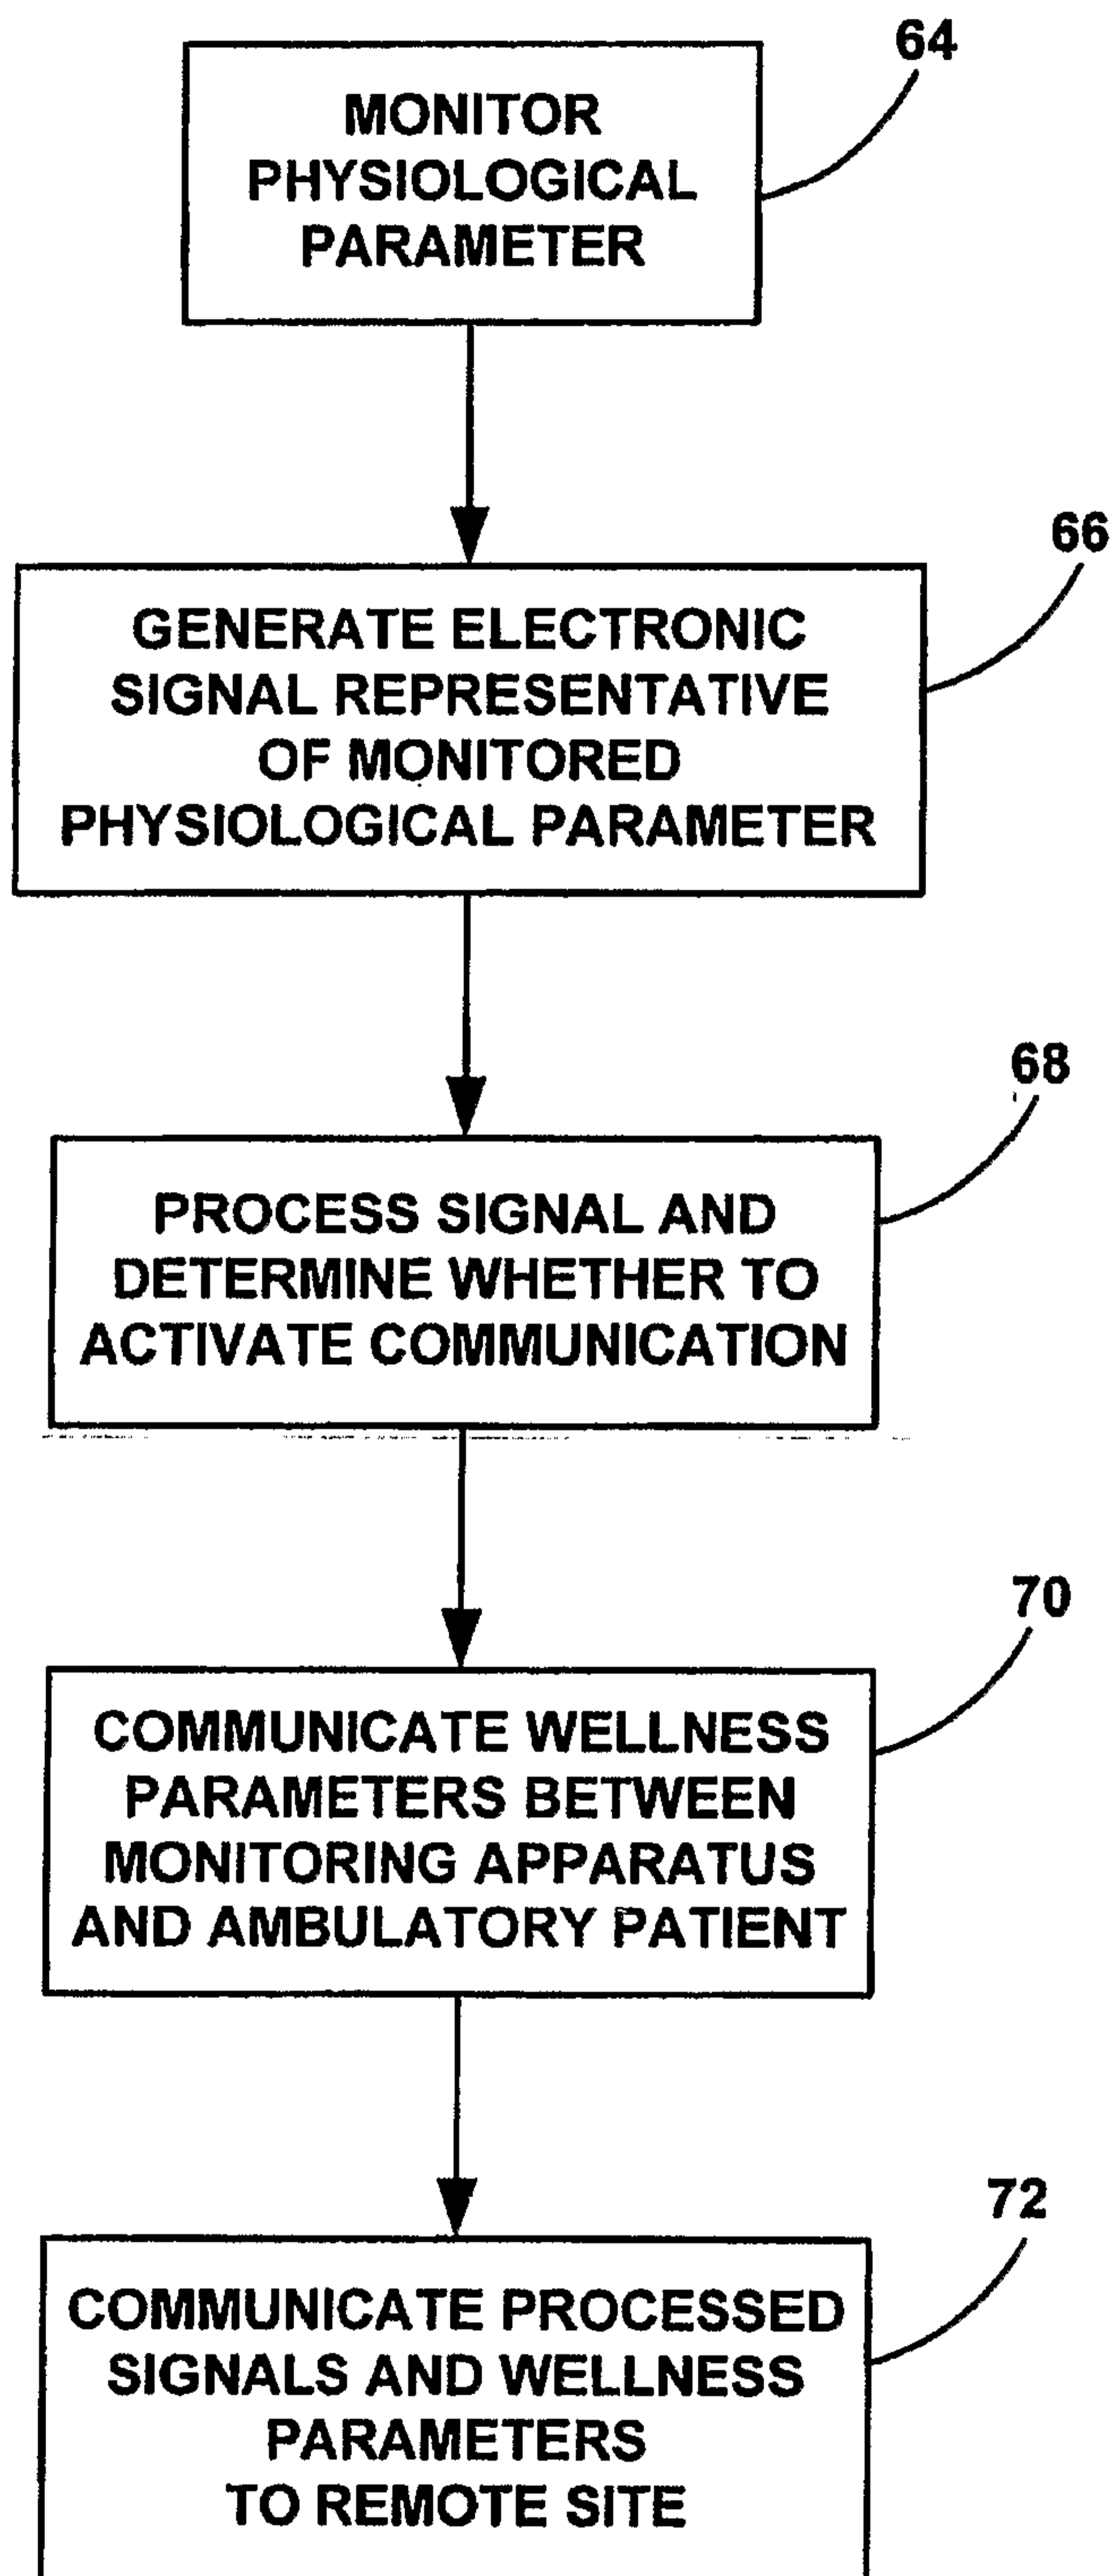 64
MONITOR
PHYSIOLOGICAL
PARAMETER
66
GENERATE ELECTRONIC
SIGNAL REPRESENTATIVE
OF MONITORED
PHYSIOLOGICAL PARAMETER
68
PROCESS SIGNAL AND
DETERMINE WHETHER TO
ACTIVATE COMMUNICATION
70
COMMUNICATE WELLNESS
PARAMETERS BETWEEN
MONITORING APPARATUS
AND AMBULATORY PATIENT
72
COMMUNICATE PROCESSED
SIGNALS AND WELLNESS
PARAMETERS
TO REMOTE SITE